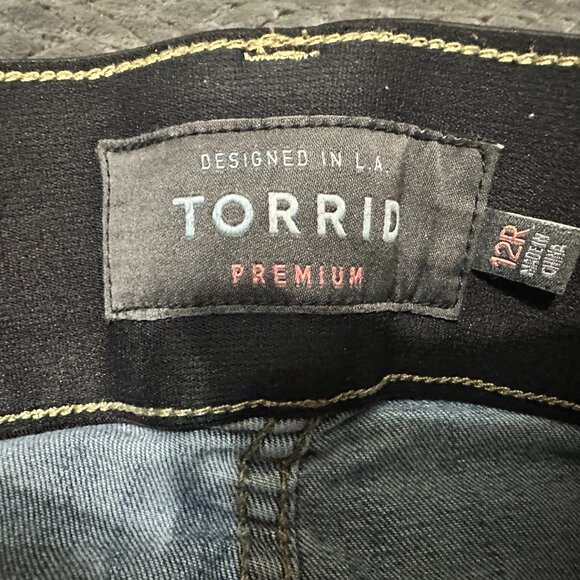 DESIGNED IN L.A.
TORRID
PREMIUM
12R
MADE IN
CHINA